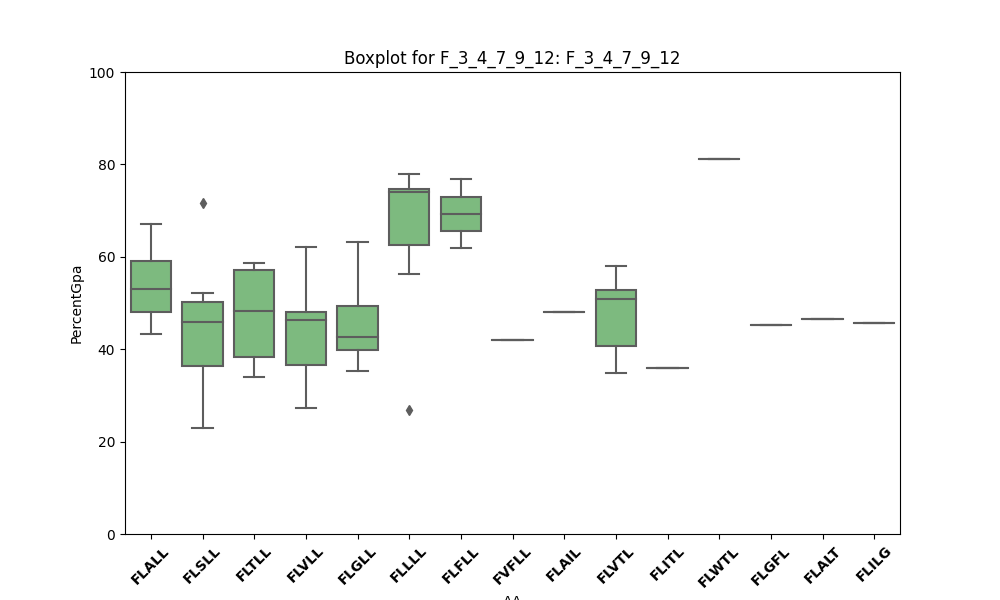 Boxplot for F_3_4_7_9_12: F_3_4_7_9_12
100
80
60
40
20
0
PercentGpa
FLALL
FLSLL
FLTLL
FLVLL
FLGLL
FLLLL
FLFLL
FVFLL
FLAIL
FLVTL
FLITL
FLWTL
FLGFL
FLALT
FLILG
AA